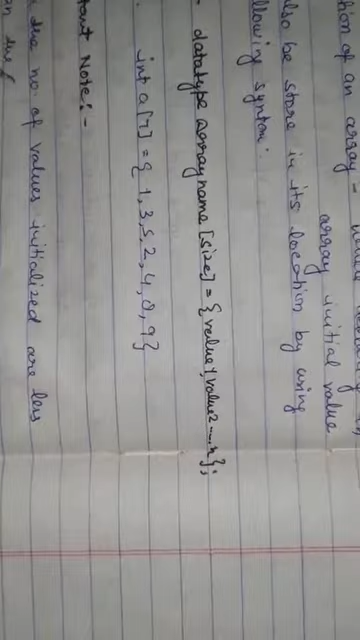 tion of an array -
array initial value
also be store in its location by using
llowing syntax:
- datatype arrayname [size] = {value1, value2 ---, n};
int a[7] = {1, 3, 5, 2, 4, 0, 9}
tant Note:-
the no. of values initialized are less